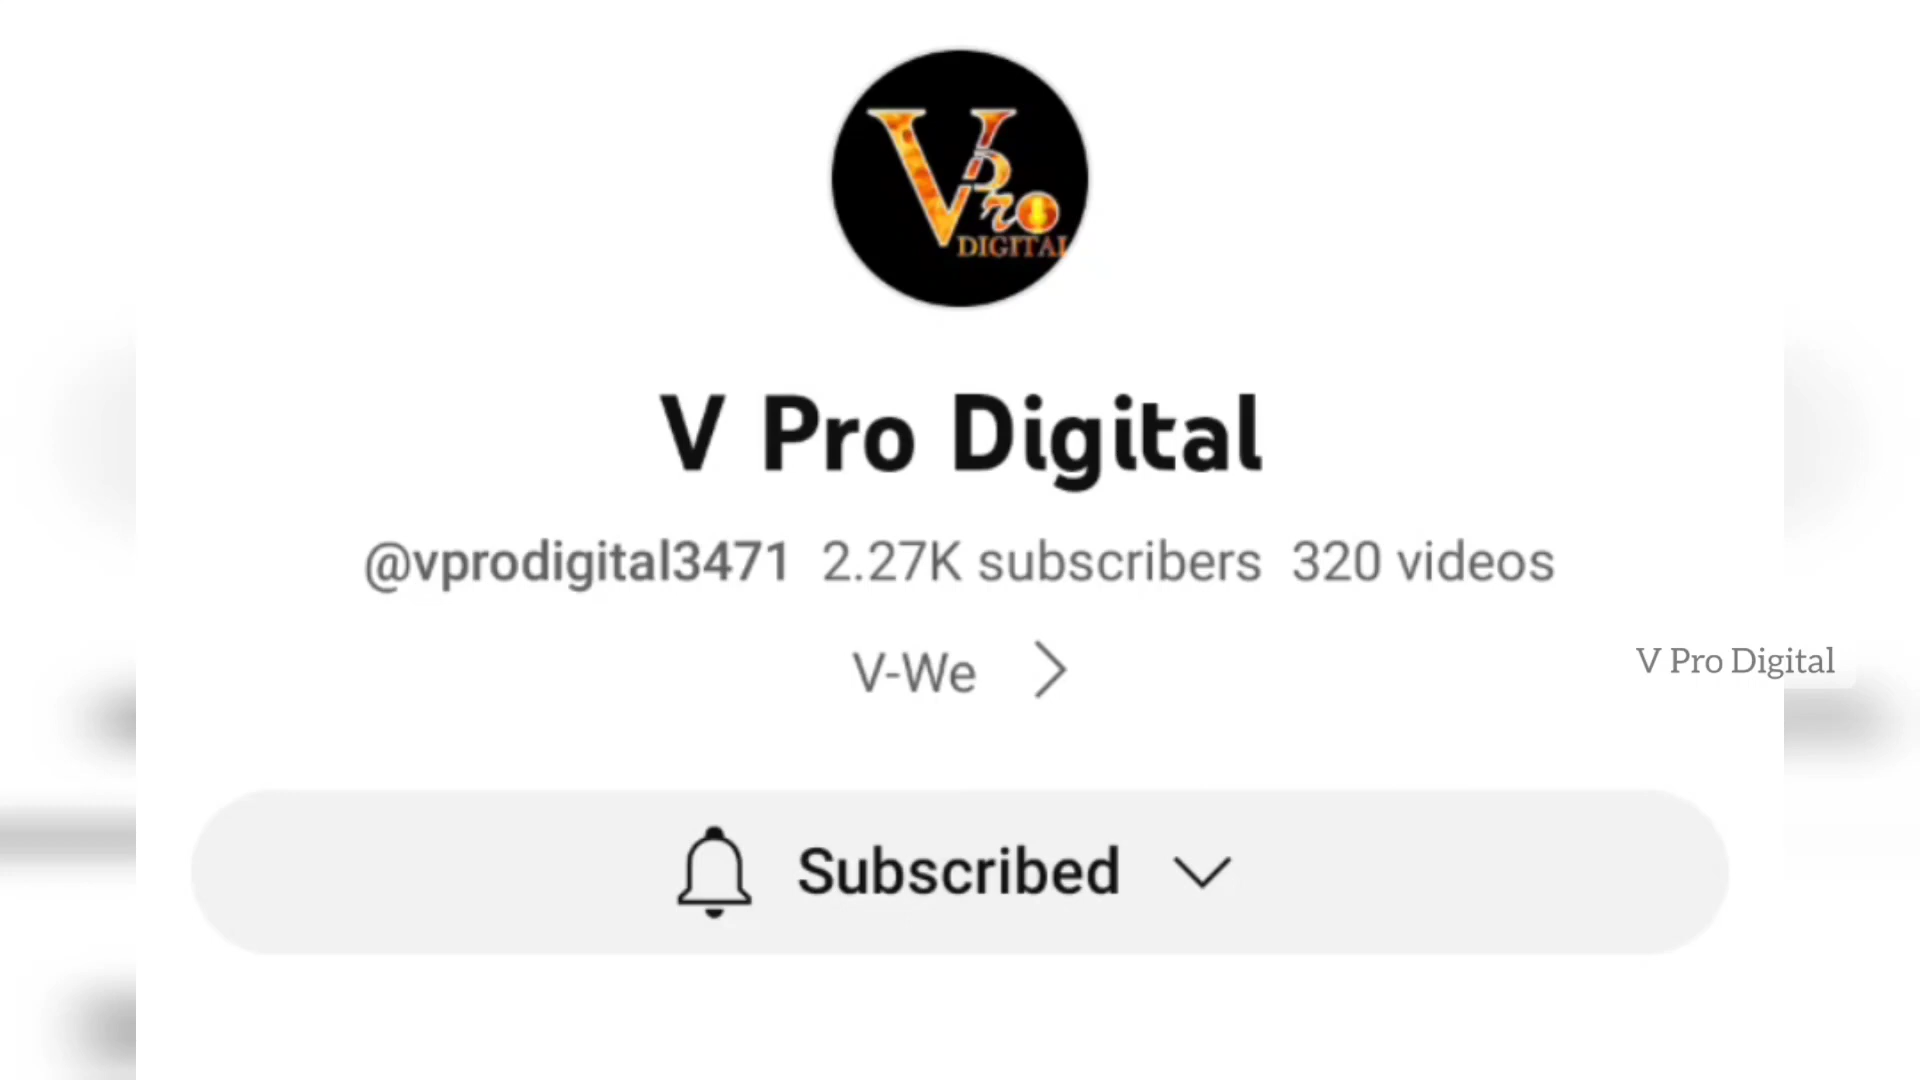 V Pro
DIGITAL
V Pro Digital
@vprodigital3471 2.27K subscribers 320 videos
V-We
V Pro Digital
Subscribed